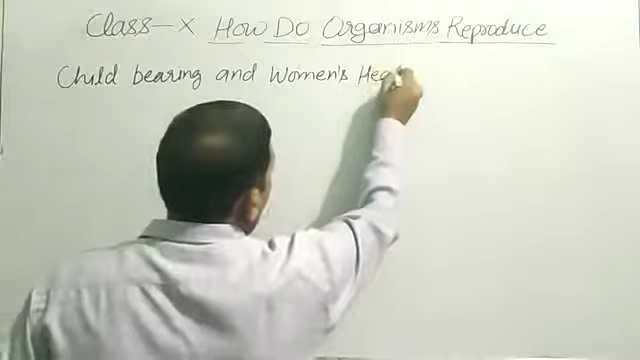 Class-X How Do Organisms Reproduce
Child bearing and Women's Hea